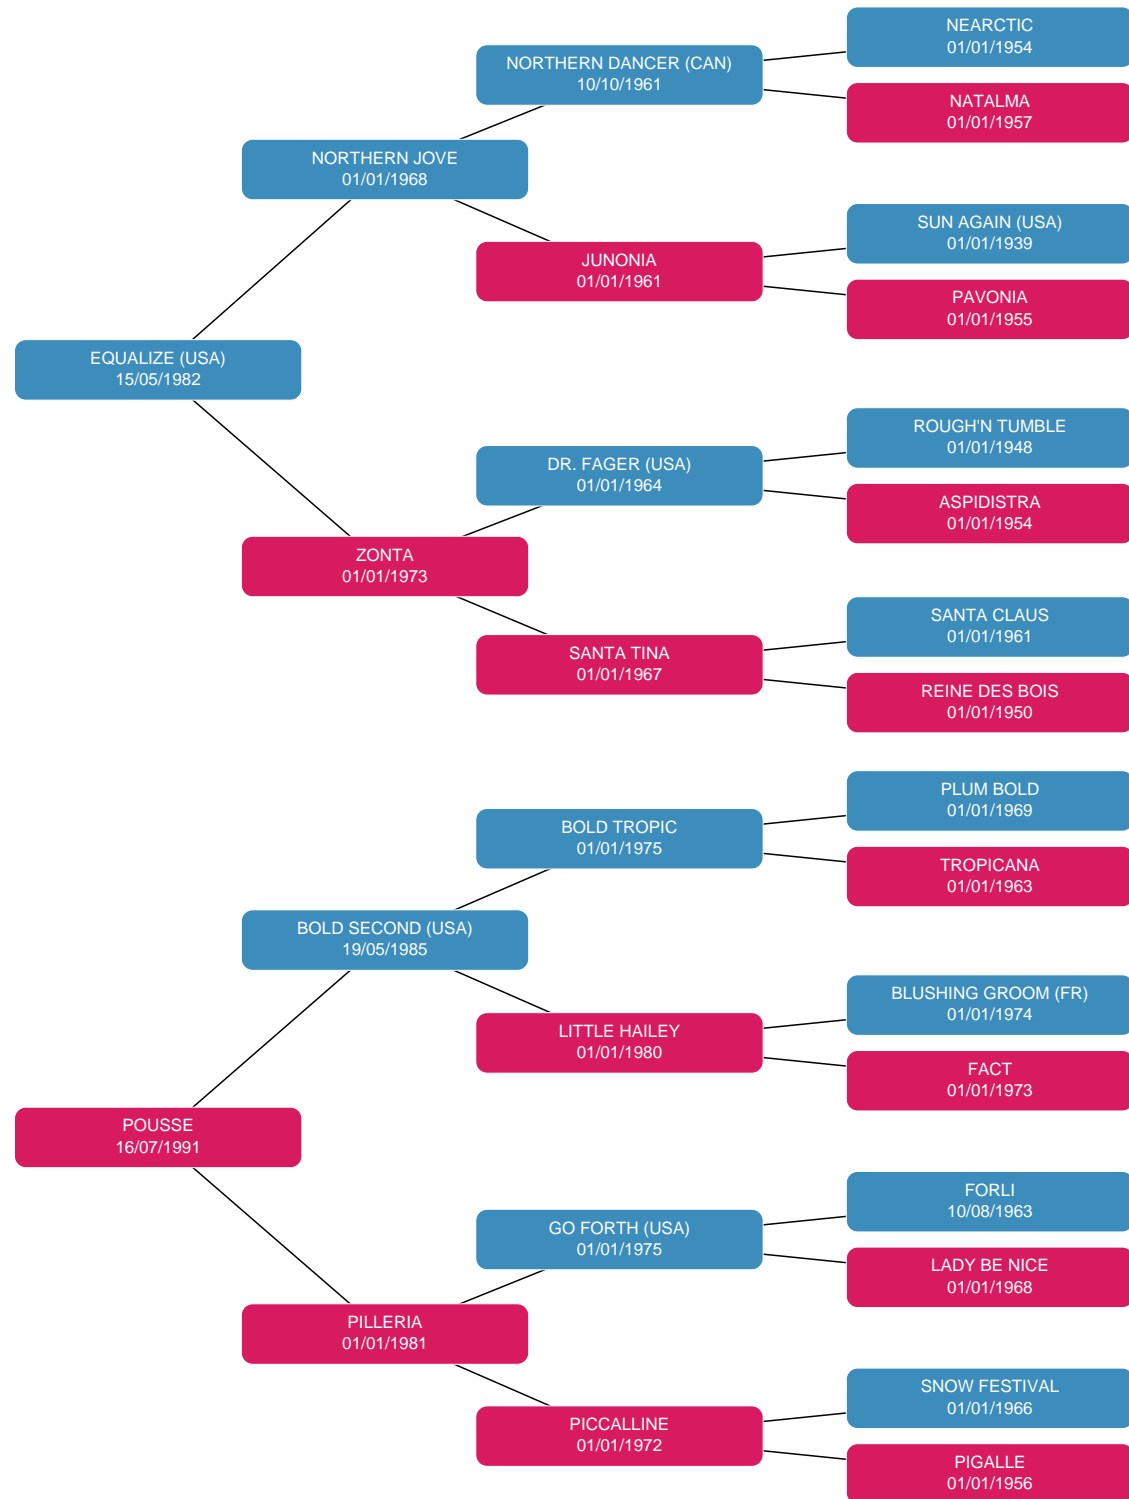 NEARCTIC
01/01/1954
NORTHERN DANCER (CAN)
10/10/1961
NATALMA
01/01/1957
NORTHERN JOVE
01/01/1968
SUN AGAIN (USA)
01/01/1939
JUNONIA
01/01/1961
PAVONIA
01/01/1955
EQUALIZE (USA)
15/05/1982
ROUGH'N TUMBLE
01/01/1948
DR. FAGER (USA)
01/01/1964
ASPIDISTRA
01/01/1954
ZONTA
01/01/1973
SANTA CLAUS
01/01/1961
SANTA TINA
01/01/1967
REINE DES BOIS
01/01/1950
PLUM BOLD
01/01/1969
BOLD TROPIC
01/01/1975
TROPICANA
01/01/1963
BOLD SECOND (USA)
19/05/1985
BLUSHING GROOM (FR)
01/01/1974
LITTLE HAILEY
01/01/1980
FACT
01/01/1973
POUSSE
16/07/1991
FORLI
10/08/1963
GO FORTH (USA)
01/01/1975
LADY BE NICE
01/01/1968
PILLERIA
01/01/1981
SNOW FESTIVAL
01/01/1966
PICCALLINE
01/01/1972
PIGALLE
01/01/1956